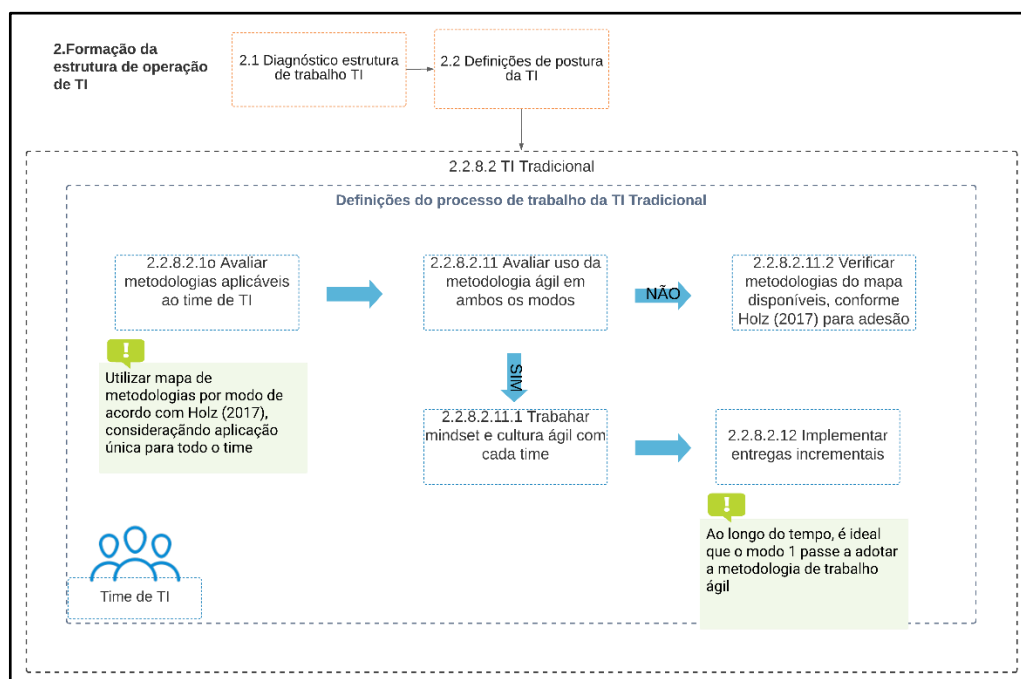 2.Formação da
estrutura de operação
de TI
2.1 Diagnóstico estrutura
de trabalho TI
2.2 Definições de postura
da TI
2.2.8.2 TI Tradicional
Definições do processo de trabalho da TI Tradicional
2.2.8.2.1o Avaliar
metodologias aplicáveis
ao time de TI
2.2.8.2.11 Avaliar uso da
metodologia ágil em
ambos os modos
NÃO
2.2.8.2.11.2 Verificar
metodologias do mapa
disponíveis, conforme
Holz (2017) para adesão
!
Utilizar mapa de
metodologias por modo de
acordo com Holz (2017),
consideraçãndo aplicação
única para todo o time
SIM
2.2.8.2.11.1 Trabahar
mindset e cultura ágil com
cada time
2.2.8.2.12 Implementar
entregas incrementais
!
Ao longo do tempo, é ideal
que o modo 1 passe a adotar
a metodologia de trabalho
ágil
Time de TI